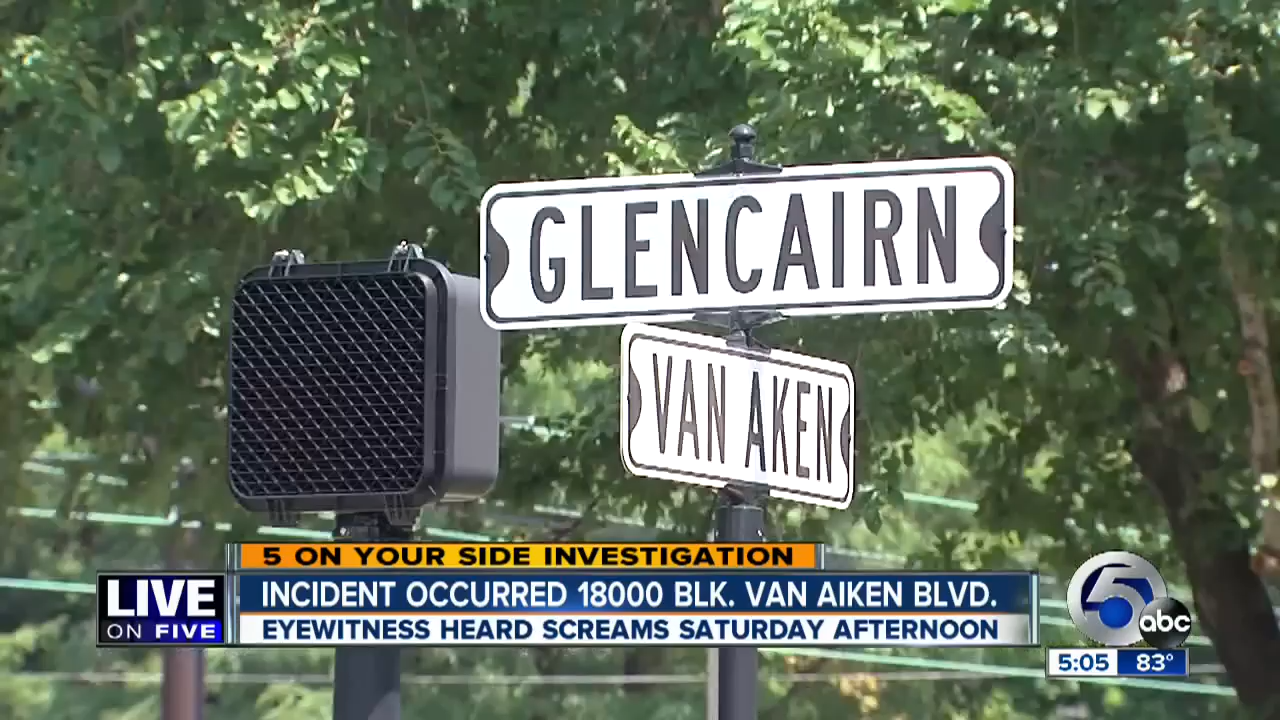 GLENCAIRN
VAN AKEN
5 ON YOUR SIDE INVESTIGATION
LIVE
ON FIVE
INCIDENT OCCURRED 18000 BLK. VAN AIKEN BLVD.
EYEWITNESS HEARD SCREAMS SATURDAY AFTERNOON
5
abc
5:05 83°